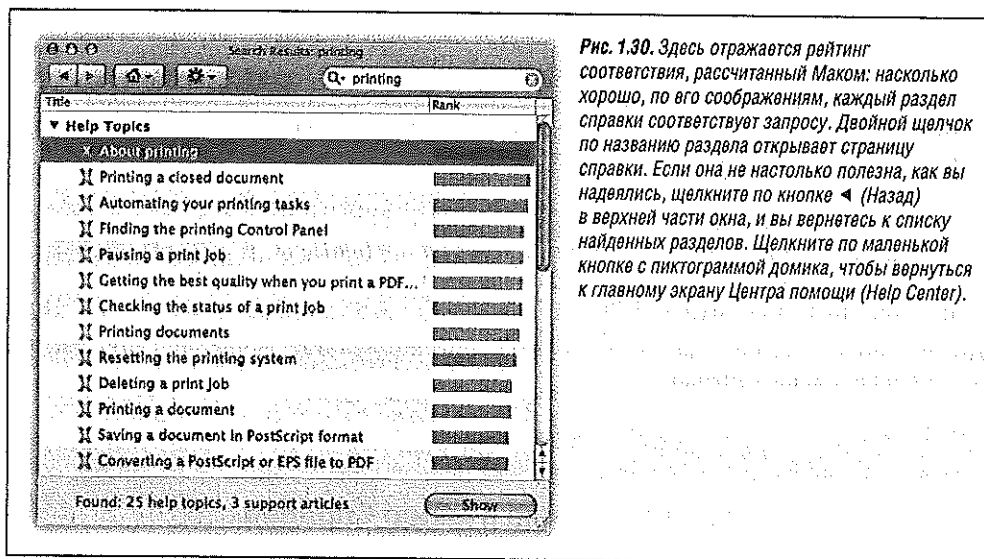 Search Results: printing
printing
Title Rank
Help Topics
About printing
Printing a closed document
Automating your printing tasks
Finding the printing Control Panel
Pausing a print job
Getting the best quality when you print a PDF...
Checking the status of a print job
Printing documents
Resetting the printing system
Deleting a print job
Printing a document
Saving a document in PostScript format
Converting a PostScript or EPS file to PDF
Found: 25 help topics, 3 support articles
Show
Рис. 1.30. Здесь отражается рейтинг
соответствия, рассчитанный Маком: насколько
хорошо, по его соображениям, каждый раздел
справки соответствует запросу. Двойной щелчок
по названию раздела открывает страницу
справки. Если она не настолько полезна, как вы
надеялись, щелкните по кнопке ◄ (Назад)
в верхней части окна, и вы вернетесь к списку
найденных разделов. Щелкните по маленькой
кнопке с пиктограммой домика, чтобы вернуться
к главному экрану Центра помощи (Help Center).